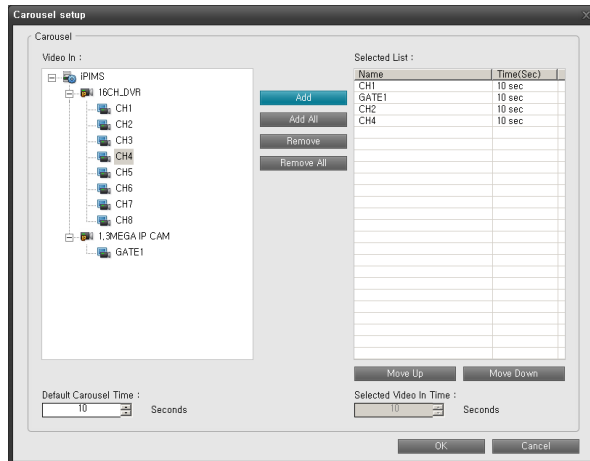 Carousel setup
Carousel
Video In :
Selected List :
iPIMS
16CH_DVR
CH1
CH2
CH3
CH4
CH5
CH6
CH7
CH8
1,3MEGA IP CAM
GATE1
Add
Add All
Remove
Remove All
Name Time(Sec)
CH1 10 sec
GATE1 10 sec
CH2 10 sec
CH4 10 sec
Move Up Move Down
Default Carousel Time :
10 Seconds
Selected Video In Time :
10 Seconds
OK Cancel